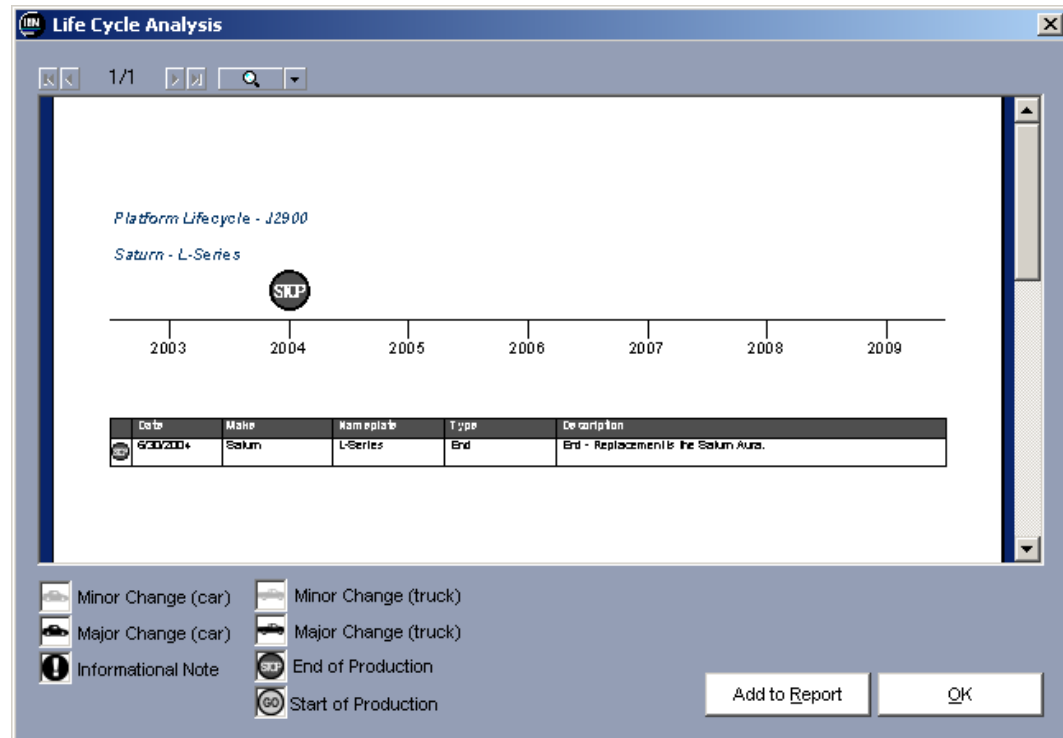 Life Cycle Analysis
1/1
Platform Lifecycle - J2900
Saturn - L-Series
STOP
2003 2004 2005 2006 2007 2008 2009
Date Make Nameplate Type Description
6/30/2004 Saturn L-Series End End - Replacement is the Saturn Aura.
Minor Change (car) Minor Change (truck)
Major Change (car) Major Change (truck)
Informational Note STOP End of Production
GO Start of Production
Add to Report OK